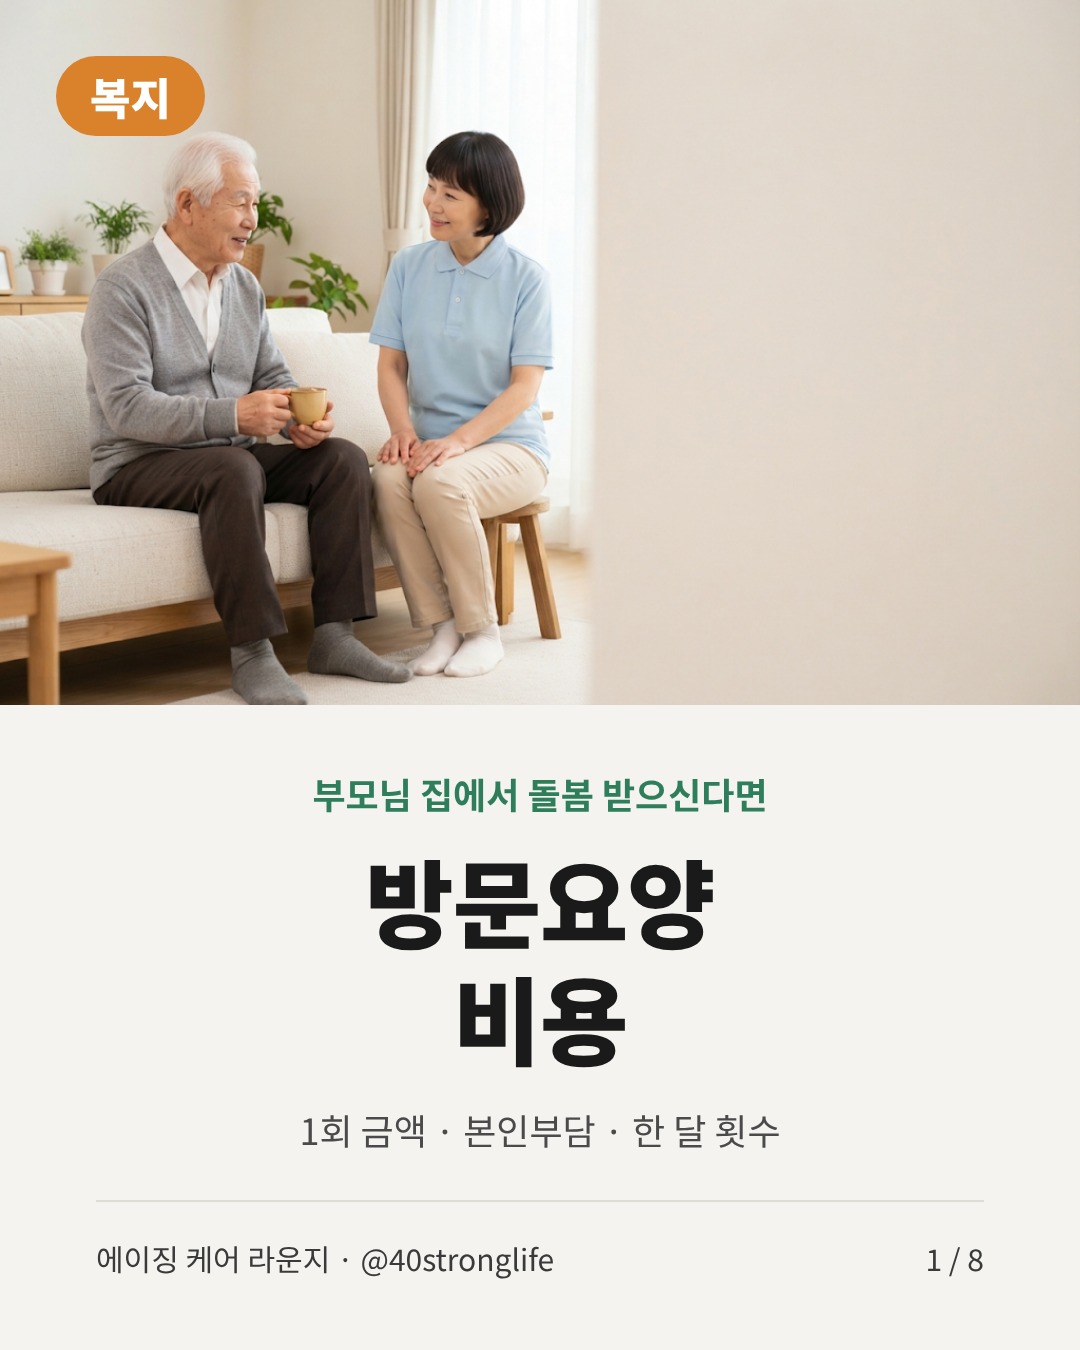 복지
부모님 집에서 돌봄 받으신다면
방문요양
비용
1회 금액 · 본인부담 · 한 달 횟수
에이징 케어 라운지 · @40stronglife
1 / 8